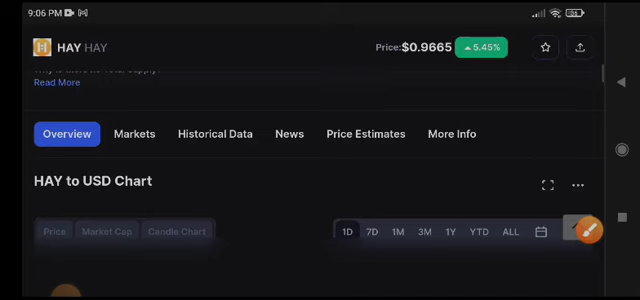 9:06 PM
HAY HAY
Price: $0.9665 5.45%
Read More
Overview Markets Historical Data News Price Estimates More Info
HAY to USD Chart
Price Market Cap Candle Chart
1D 7D 1M 3M 1Y YTD ALL